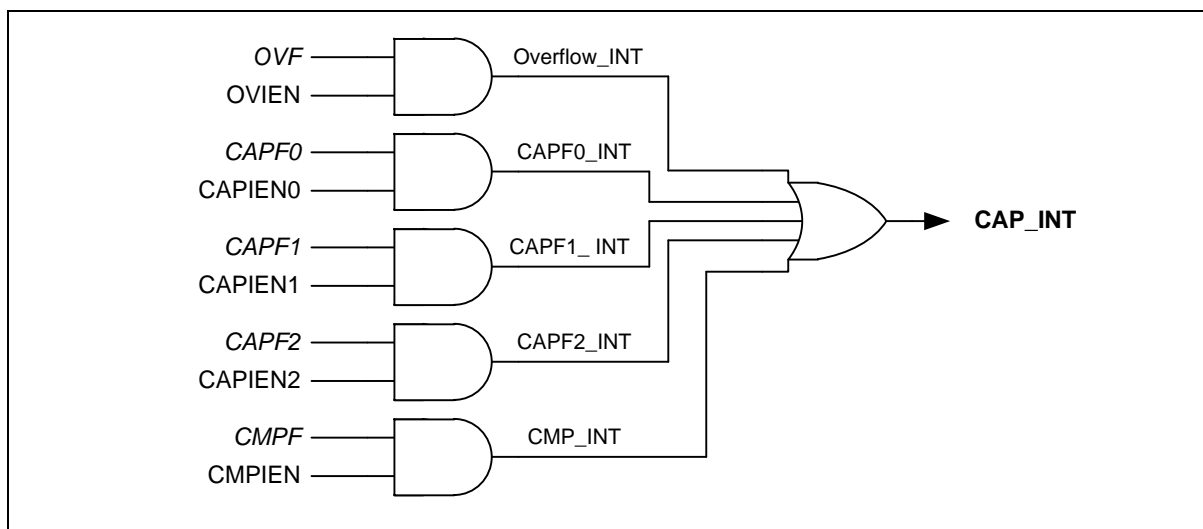 OVF
OVIEN
Overflow_INT
CAPF0
CAPIEN0
CAPF0_INT
CAPF1
CAPIEN1
CAPF1_ INT
CAPF2
CAPIEN2
CAPF2_INT
CMPF
CMPIEN
CMP_INT
CAP_INT